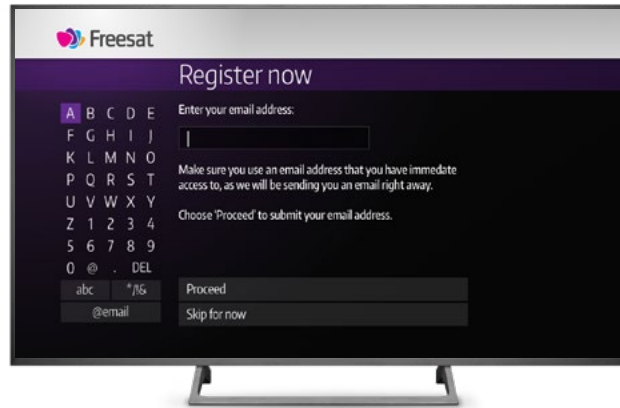 Freesat
Register now
Enter your email address:
Make sure you use an email address that you have immedate
access to, as we will be sending you an email right away.
Choose 'Proceed' to submit your email address.
A B C D E
F G H I J
K L M N O
P Q R S T
U V W X Y
Z 1 2 3 4
5 6 7 8 9
0 @ . DEL
abc */!&
@email
Proceed
Skip for now